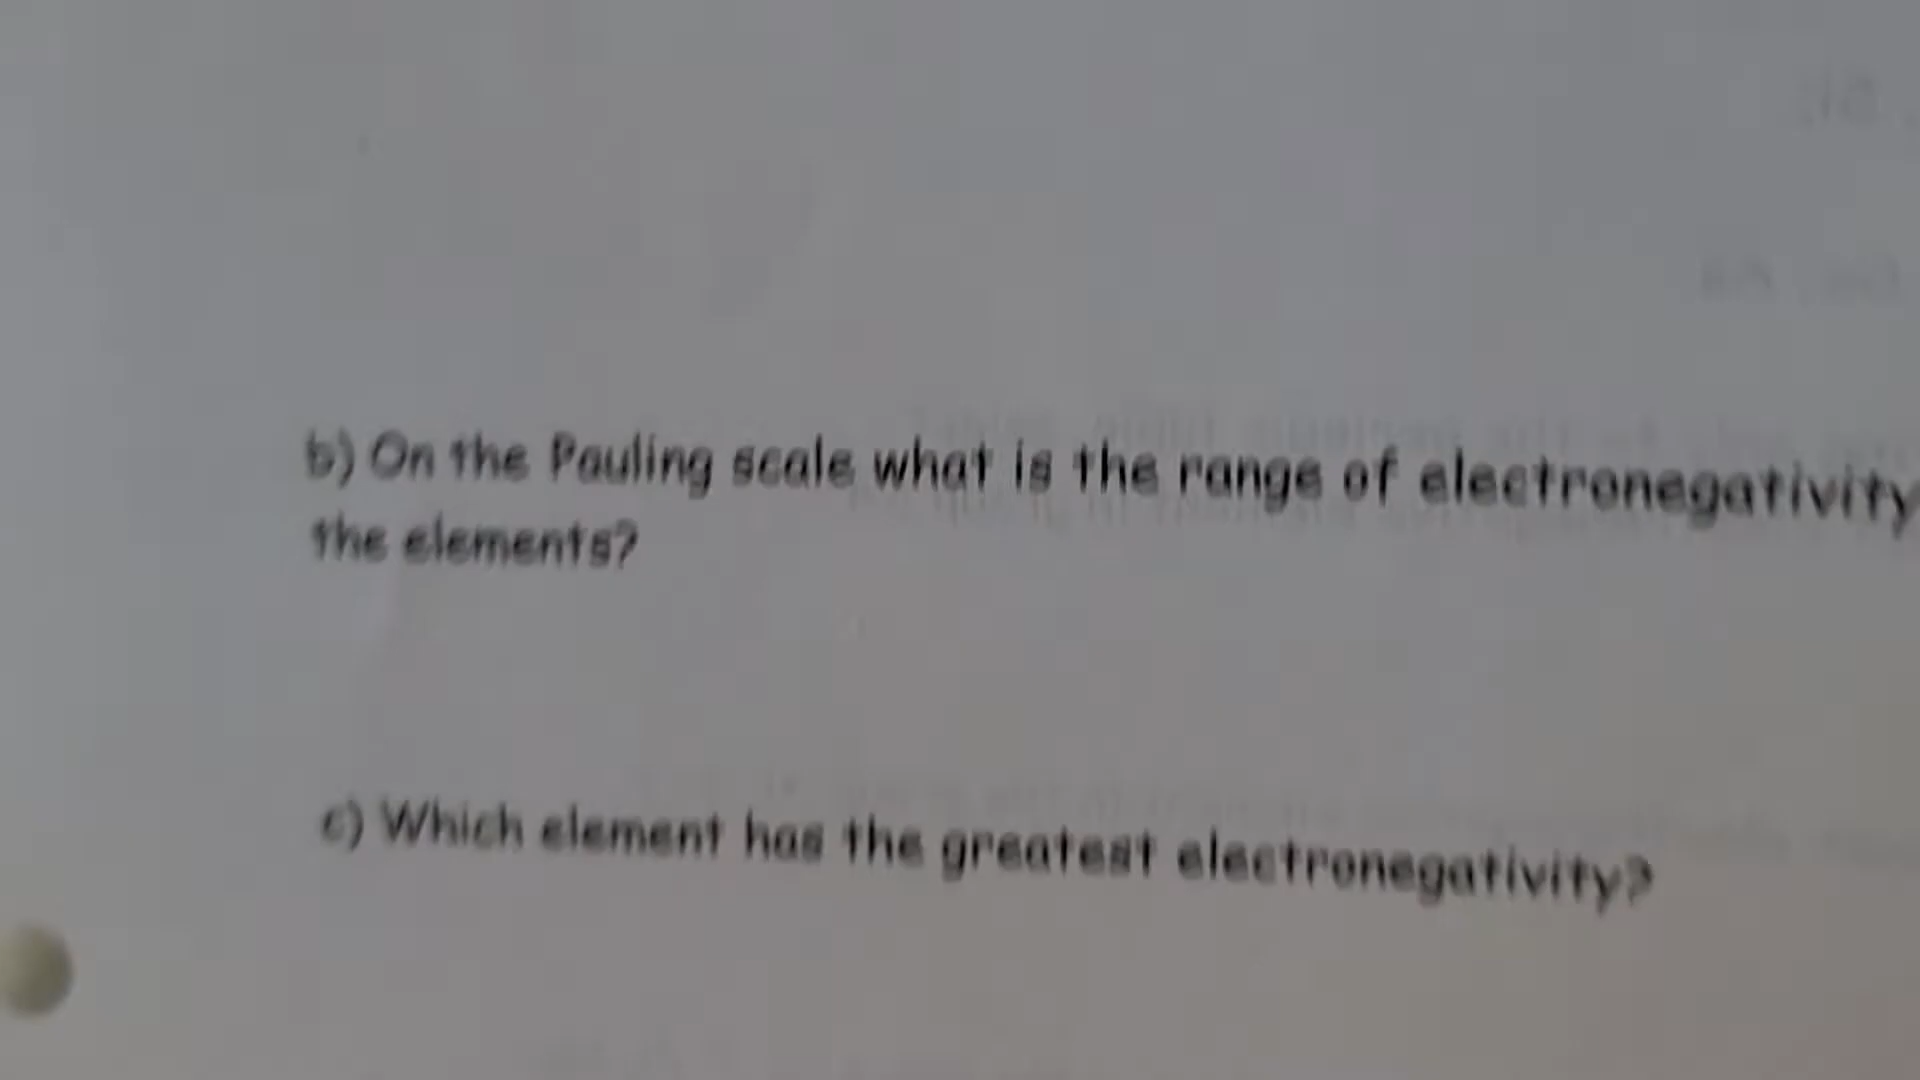 b) On the Pauling scale what is the range of electronegativity
the elements?
c) Which element has the greatest electronegativity?